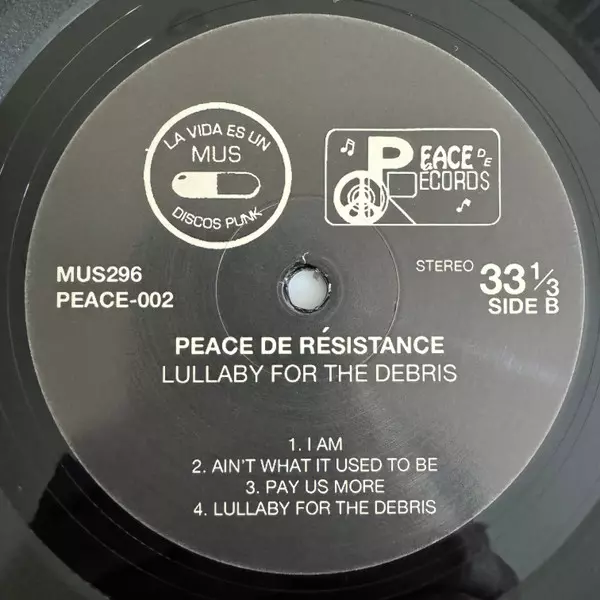 LA VIDA ES UN
MUS
DISCOS PUNK
PEACE DE
RECORDS
MUS296
PEACE-002
STEREO 33 1/3
SIDE B
PEACE DE RÉSISTANCE
LULLABY FOR THE DEBRIS
1. I AM
2. AIN'T WHAT IT USED TO BE
3. PAY US MORE
4. LULLABY FOR THE DEBRIS